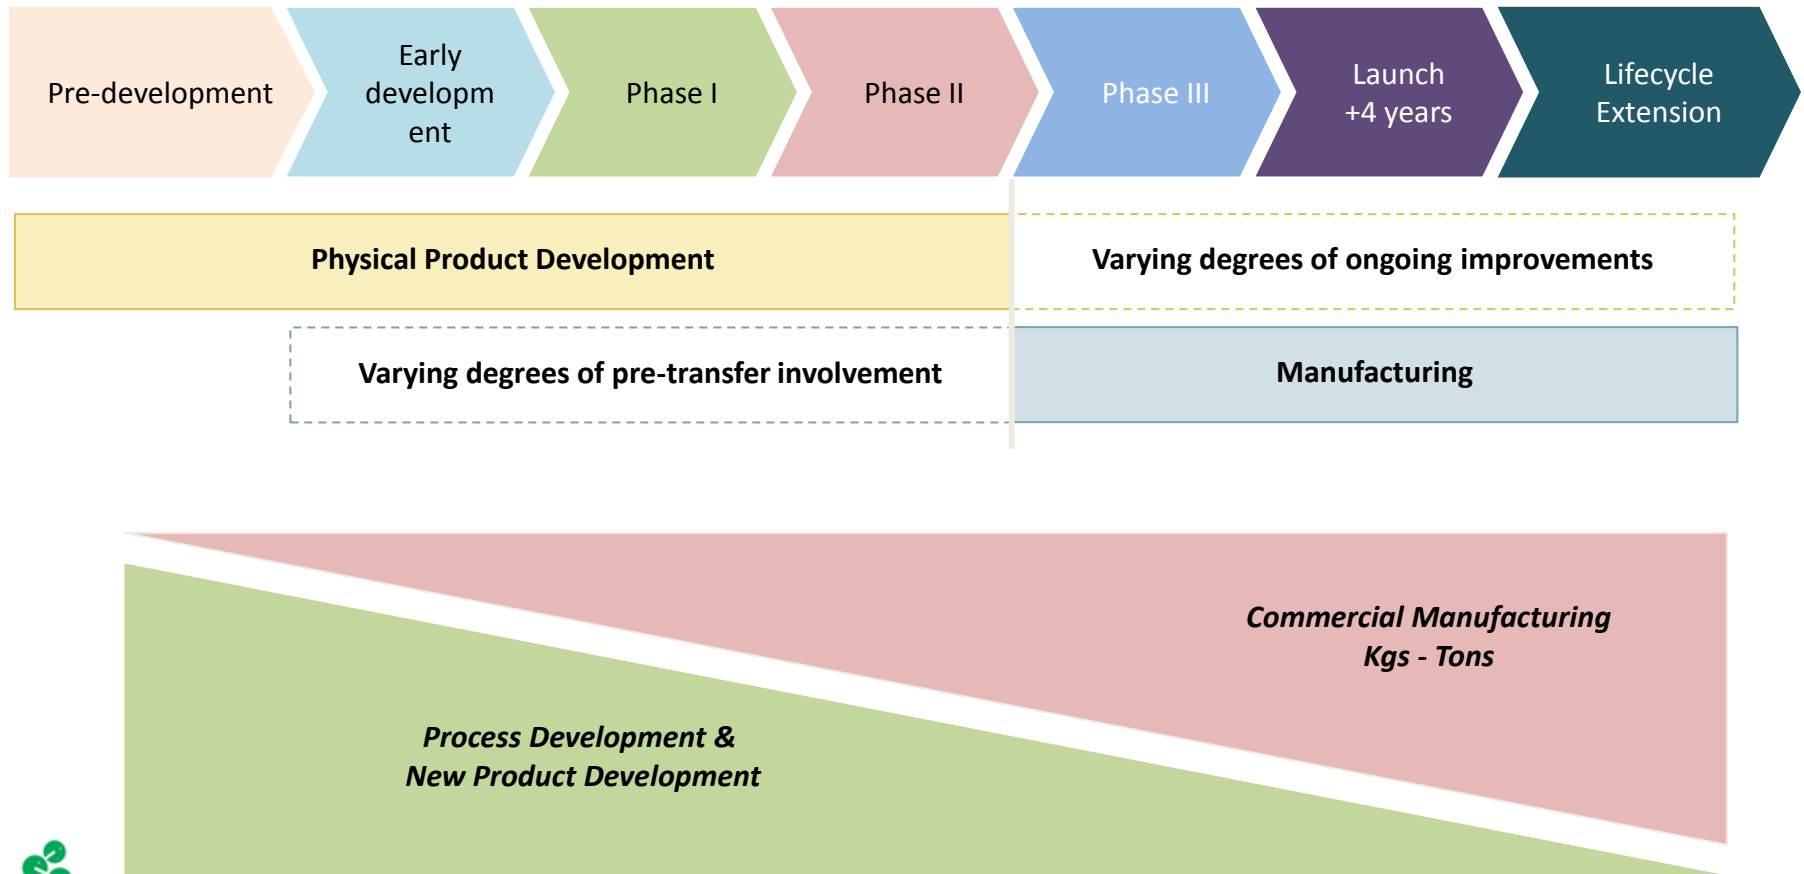 Pre-development
Early
developm
ent
Phase I
Phase II
Phase III
Launch
+4 years
Lifecycle
Extension
Physical Product Development
Varying degrees of ongoing improvements
Varying degrees of pre-transfer involvement
Manufacturing
Commercial Manufacturing
Kgs - Tons
Process Development &
New Product Development